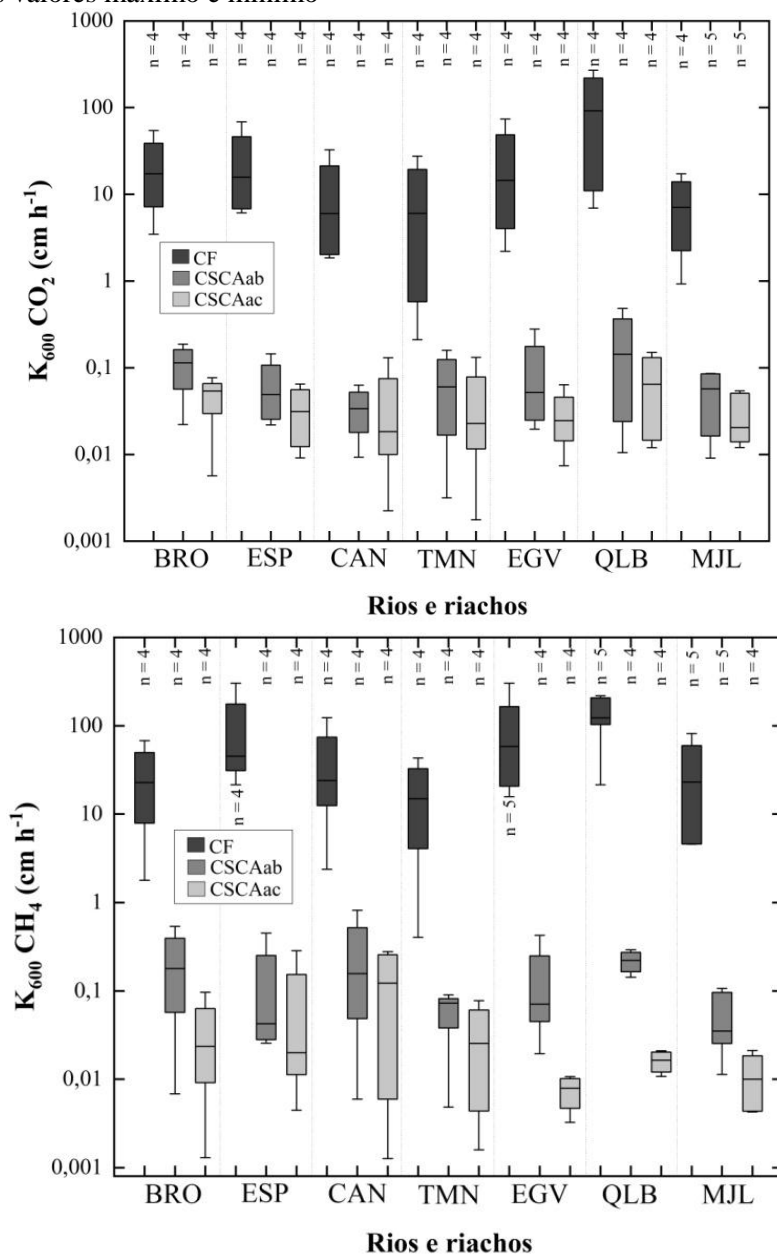 s valores máximo e mínimo
n = 4 n = 4 n = 4 n = 4 n = 4 n = 4 n = 4 n = 4 n = 4 n = 4 n = 4 n = 4 n = 4 n = 4 n = 4 n = 4 n = 4 n = 4 n = 4 n = 5 n = 5
1000
100
10
1
0,1
0,01
0,001
K600 CO2 (cm h-1)
CF
CSCAab
CSCAac
BRO ESP CAN TMN EGV QLB MJL
Rios e riachos
n = 4 n = 4 n = 4 n = 4 n = 4 n = 4 n = 4 n = 4 n = 4 n = 4 n = 4 n = 4 n = 4 n = 5 n = 4 n = 4 n = 5 n = 5 n = 4
1000
100
10
1
0,1
0,01
0,001
K600 CH4 (cm h-1)
n = 4
n = 5
CF
CSCAab
CSCAac
BRO ESP CAN TMN EGV QLB MJL
Rios e riachos